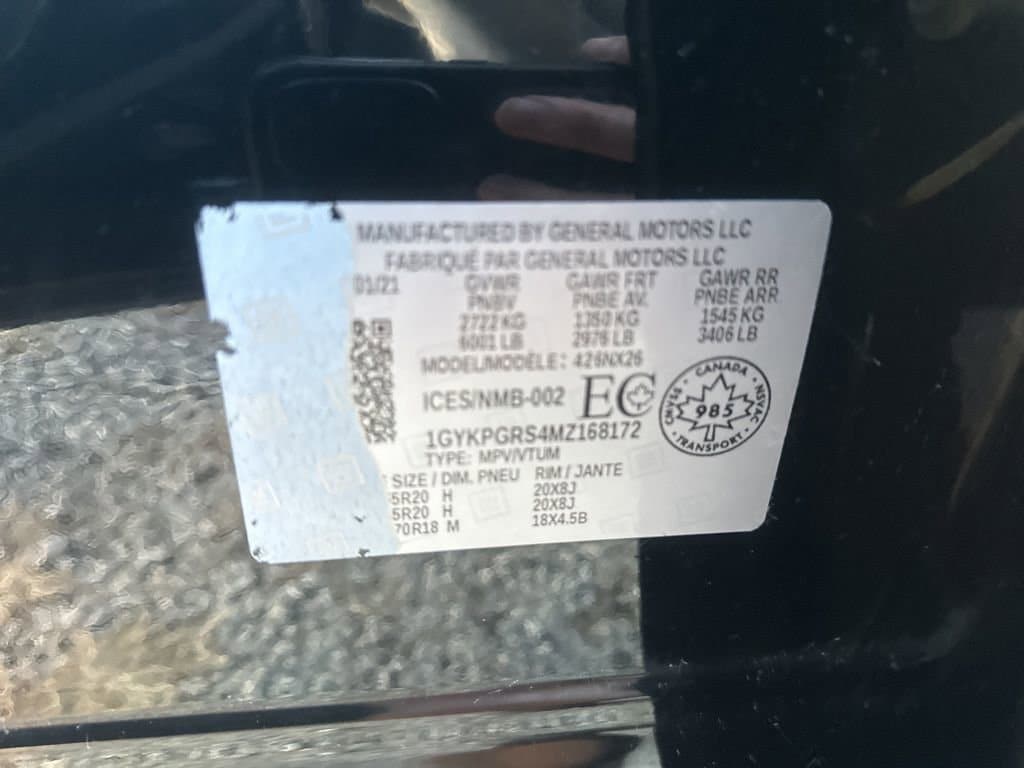 MANUFACTURED BY GENERAL MOTORS LLC
FABRIQUÉ PAR GENERAL MOTORS LLC
01/21 GVWR GAWR FRT GAWR RR
PNBV PNBE AV. PNBE ARR
2722 KG 1350 KG 1545 KG
6001 LB 2976 LB 3406 LB
MODEL/MODÈLE: 426NX26
ICES/NMB-002 EC
CANADA
CMVSS NSVAC
985
TRANSPORT
1GYKPGRS4MZ168172
TYPE: MPV/VTUM
SIZE / DIM. PNEU RIM / JANTE
5R20 H 20X8J
5R20 H 20X8J
70R18 M 18X4.5B